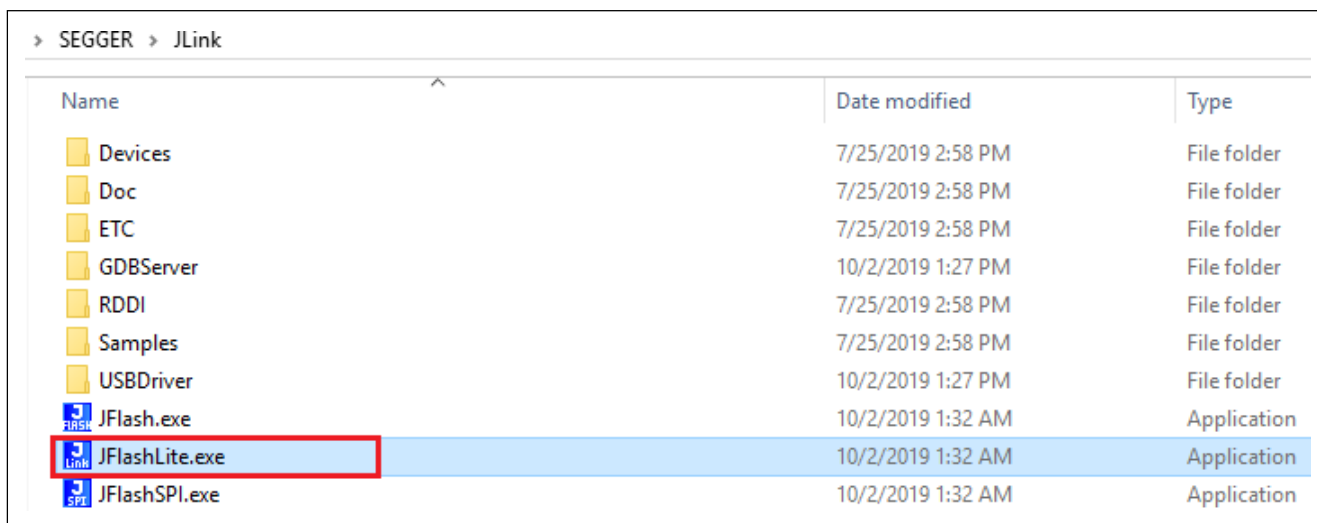 > SEGGER > JLink
Name Date modified Type
Devices 7/25/2019 2:58 PM File folder
Doc 7/25/2019 2:58 PM File folder
ETC 7/25/2019 2:58 PM File folder
GDBServer 10/2/2019 1:27 PM File folder
RDDI 7/25/2019 2:58 PM File folder
Samples 7/25/2019 2:58 PM File folder
USBDriver 10/2/2019 1:27 PM File folder
J FLASH JFlash.exe 10/2/2019 1:32 AM Application
J Link JFlashLite.exe 10/2/2019 1:32 AM Application
J SPI JFlashSPI.exe 10/2/2019 1:32 AM Application